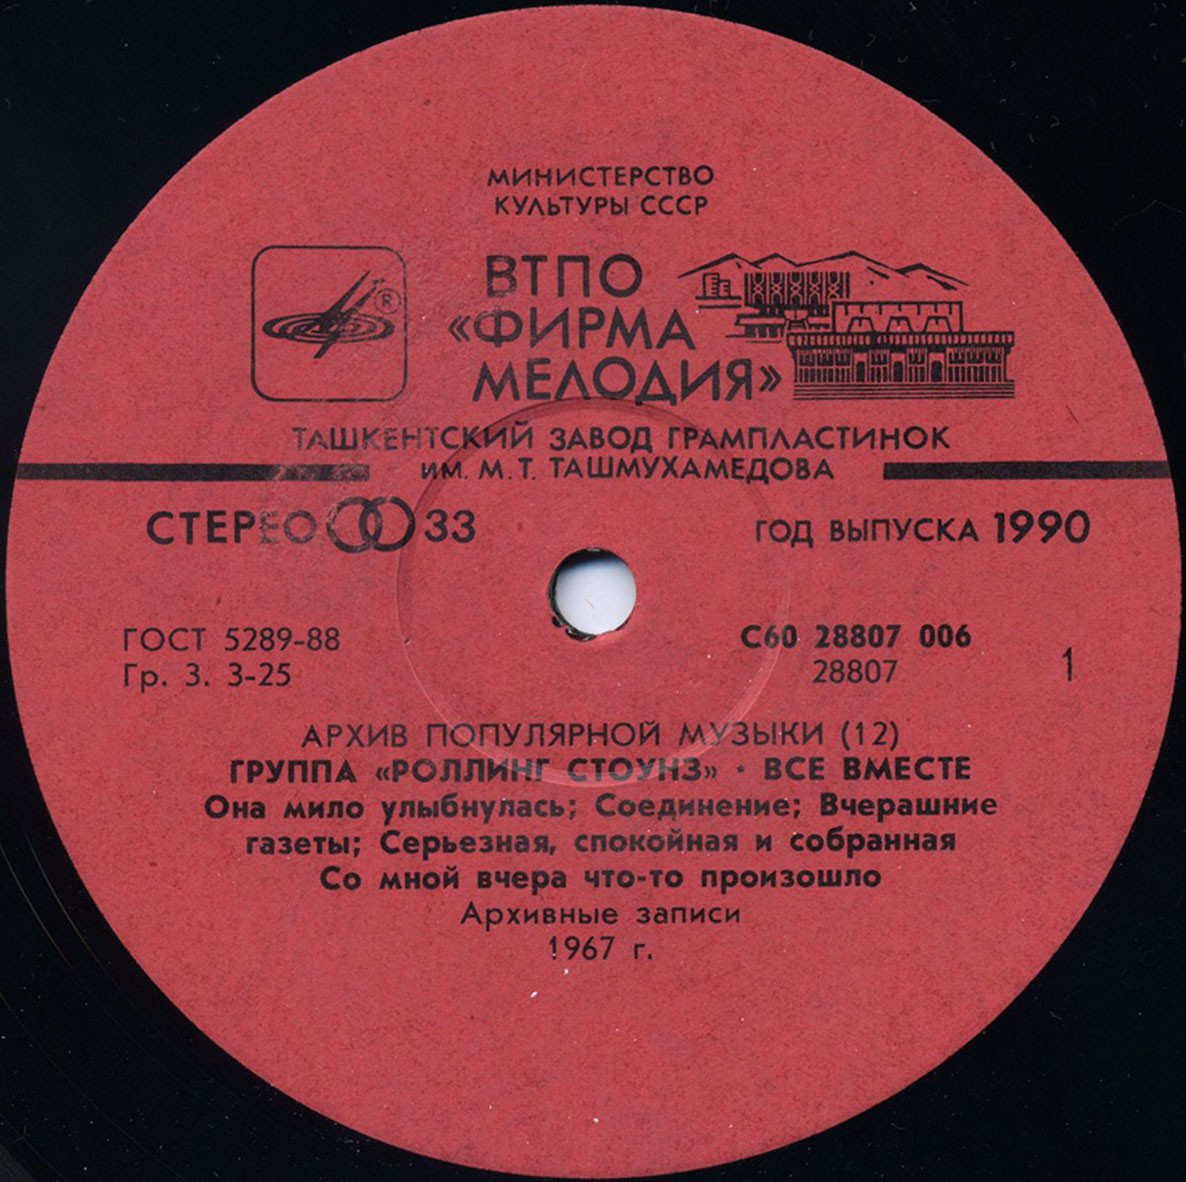 МИНИСТЕРСТВО
КУЛЬТУРЫ СССР
ВТПО
«ФИРМА
МЕЛОДИЯ»
®
ТАШКЕНТСКИЙ ЗАВОД ГРАМПЛАСТИНОК
ИМ. М.Т. ТАШМУХАМЕДОВА
СТЕРЕО 33
ГОД ВЫПУСКА 1990
ГОСТ 5289-88
Гр. 3. 3-25
С60 28807 006
28807
1
АРХИВ ПОПУЛЯРНОЙ МУЗЫКИ (12)
ГРУППА «РОЛЛИНГ СТОУНЗ» · ВСЕ ВМЕСТЕ
Она мило улыбнулась; Соединение; Вчерашние
газеты; Серьезная, спокойная и собранная
Со мной вчера что-то произошло
Архивные записи
1967 г.